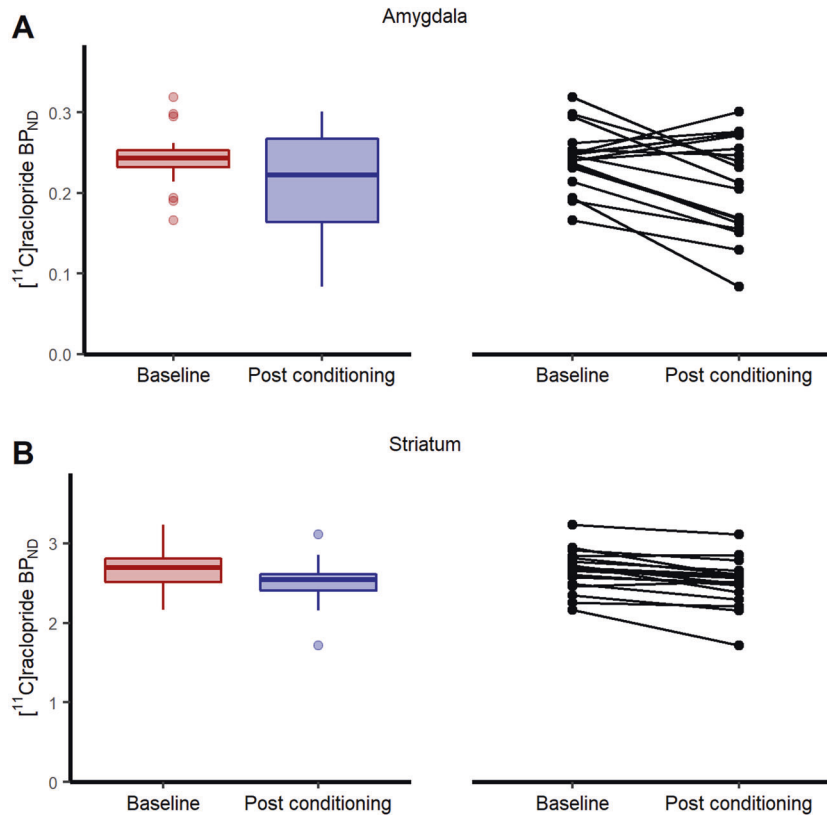 A
Amygdala
[¹¹C]raclopride BPND
0.3
0.2
0.1
0.0
Baseline
Post conditioning
Baseline
Post conditioning
B
Striatum
[¹¹C]raclopride BPND
3
2
1
0
Baseline
Post conditioning
Baseline
Post conditioning